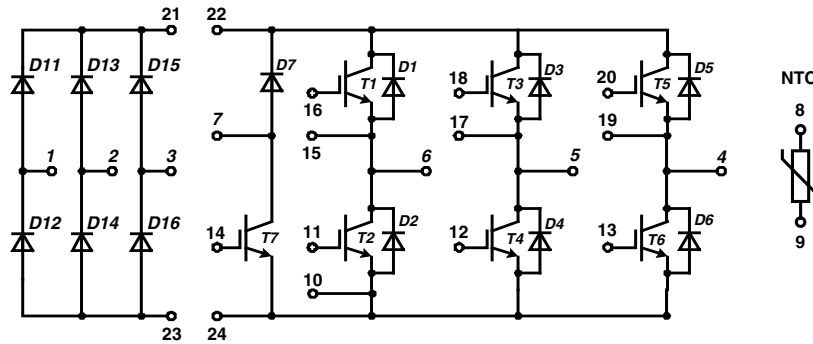 21 22
D11 D13 D15 D7 D1 D3 D5
T1 T3 T5
NTC
16 18 20
8
7 15 17 19
1 2 3 6 5 4
D12 D14 D16 D2 D4 D6
14 T7 11 T2 12 T4 13 T6
9
10
23 24